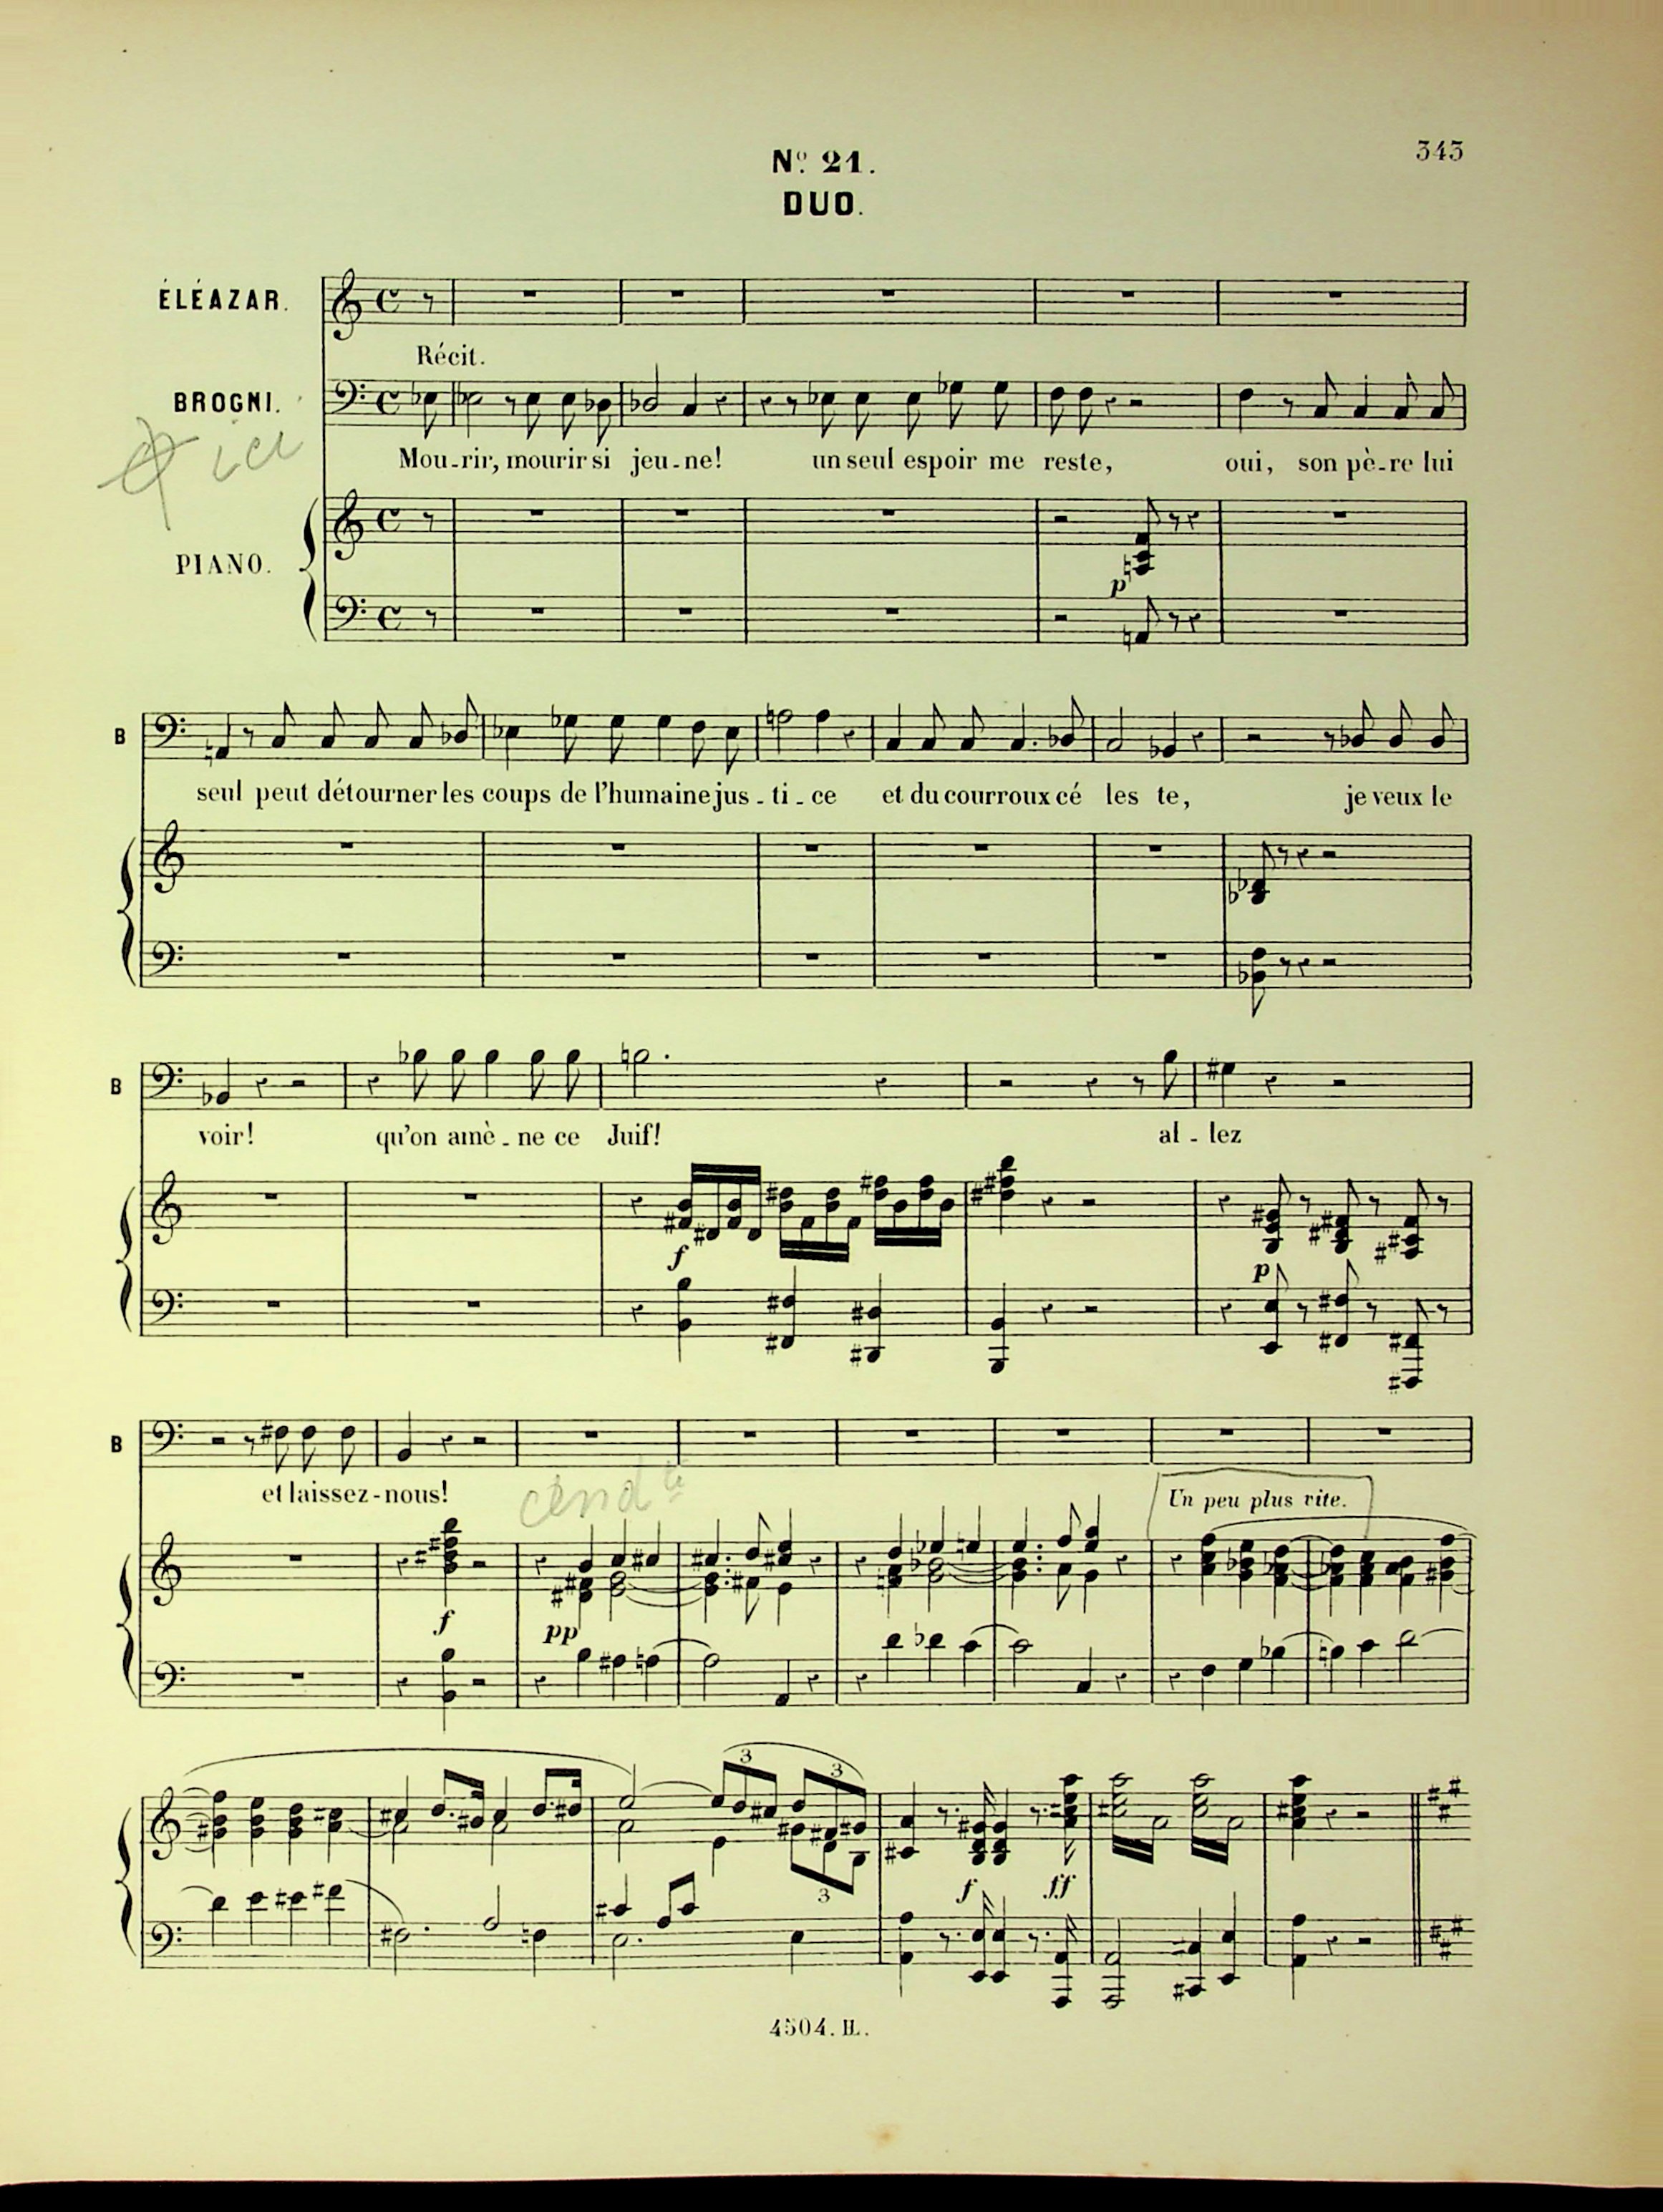 343
Nº 21.
DUO.
ÉLÉAZAR.
Récit.
BROGNI.
ici
Mou-rir, mourir si jeu-ne! un seul espoir me reste, oui, son pè-re lui
PIANO.
p
B
seul peut détourner les coups de l'humaine jus-ti-ce et du courroux cé les te, je veux le
B
voir! qu'on amè-ne ce Juif! al-lez
f p
B
et laissez-nous!
Un peu plus vite.
f pp
3 3
3
f ff
4504. H.